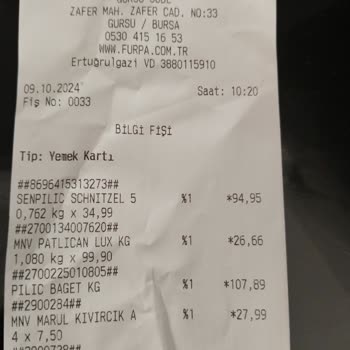 GÜRSU ŞUBE
ZAFER MAH. ZAFER CAD. NO:33
GURSU / BURSA
0530 415 16 53
WWW.FURPA.COM.TR
Ertuğrulgazi VD 3880115910
09.10.2024 Saat: 10:20
Fiş No: 0033
BİLGİ FİŞİ
Tip: Yemek Kartı
##8696415313273##
SENPILIC SCHNITZEL 5 %1 *94,95
0,762 kg x 34,99
##2700134007620##
MNV PATLICAN LUX KG %1 *26,66
1,080 kg x 99,90
##2700225010805##
PILIC BAGET KG %1 *107,89
##2900284##
MNV MARUL KIVIRCIK A %1 *27,99
4 x 7,50
##2900728##